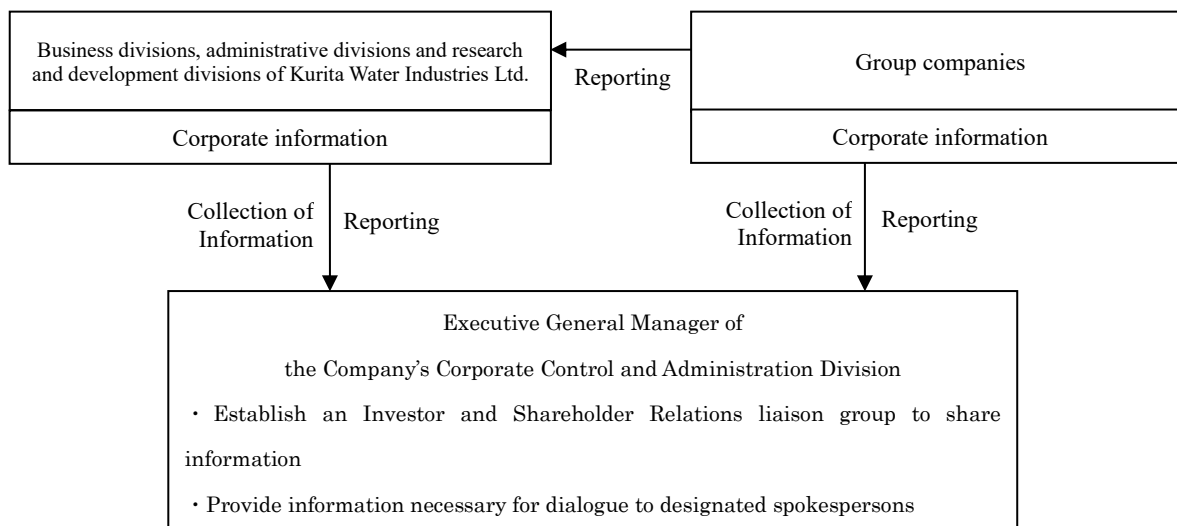 Business divisions, administrative divisions and research
and development divisions of Kurita Water Industries Ltd.
Corporate information
Reporting
Group companies
Corporate information
Collection of
Information
Reporting
Collection of
Information
Reporting
Executive General Manager of
the Company's Corporate Control and Administration Division
・Establish an Investor and Shareholder Relations liaison group to share
information
・Provide information necessary for dialogue to designated spokespersons